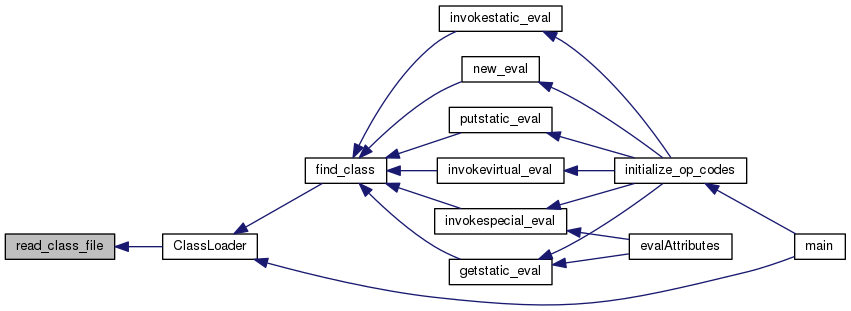 invokestatic_eval
new_eval
putstatic_eval
find_class
invokevirtual_eval
initialize_op_codes
invokespecial_eval
read_class_file
ClassLoader
evalAttributes
main
getstatic_eval